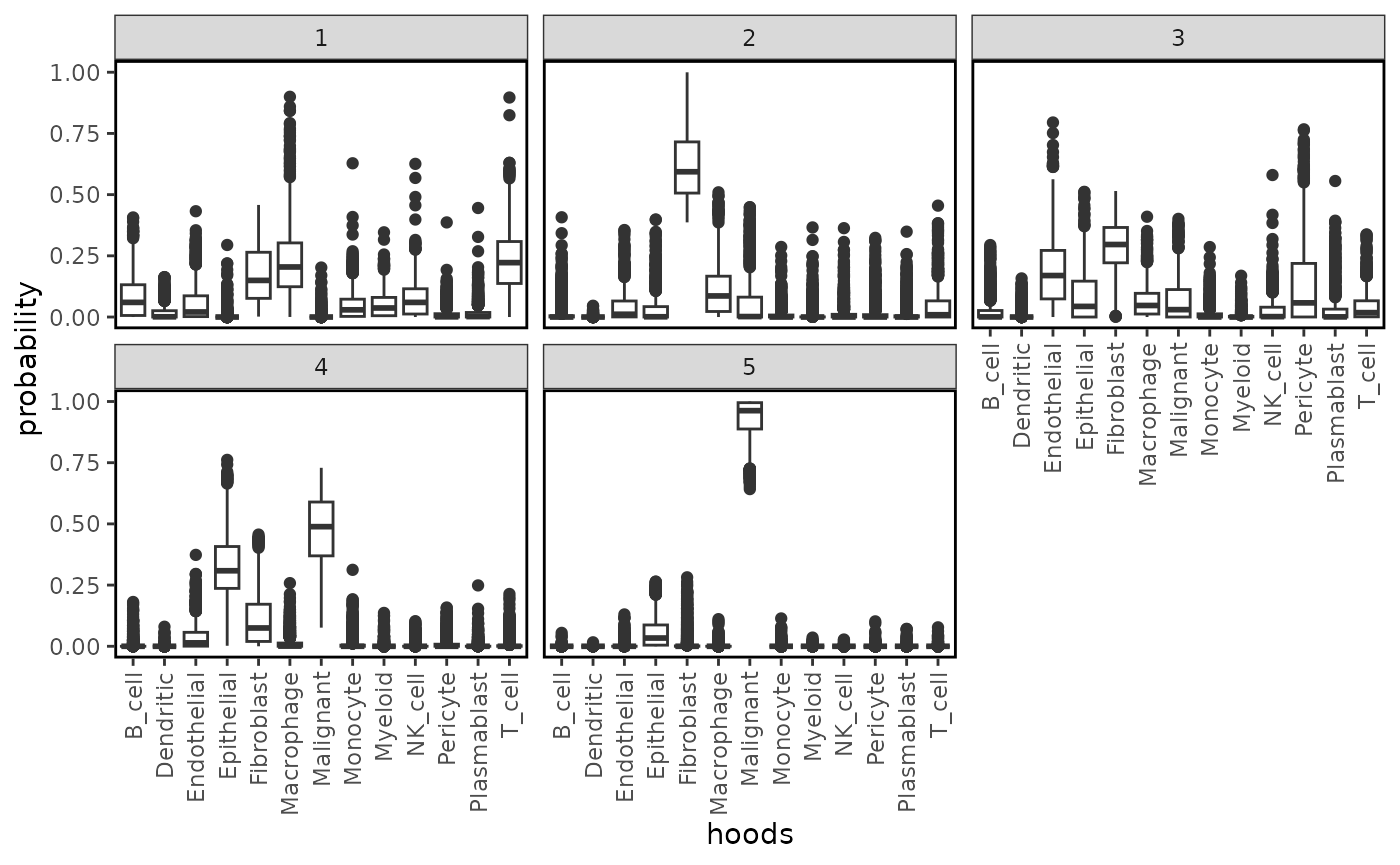 1 2 3
1.00
0.75
0.50
0.25
0.00
B_cell Dendritic Endothelial Epithelial Fibroblast Macrophage Malignant Monocyte Myeloid NK_cell Pericyte Plasmablast T_cell
probability
4 5
1.00
0.75
0.50
0.25
0.00
B_cell Dendritic Endothelial Epithelial Fibroblast Macrophage Malignant Monocyte Myeloid NK_cell Pericyte Plasmablast T_cell
B_cell Dendritic Endothelial Epithelial Fibroblast Macrophage Malignant Monocyte Myeloid NK_cell Pericyte Plasmablast T_cell
hoods